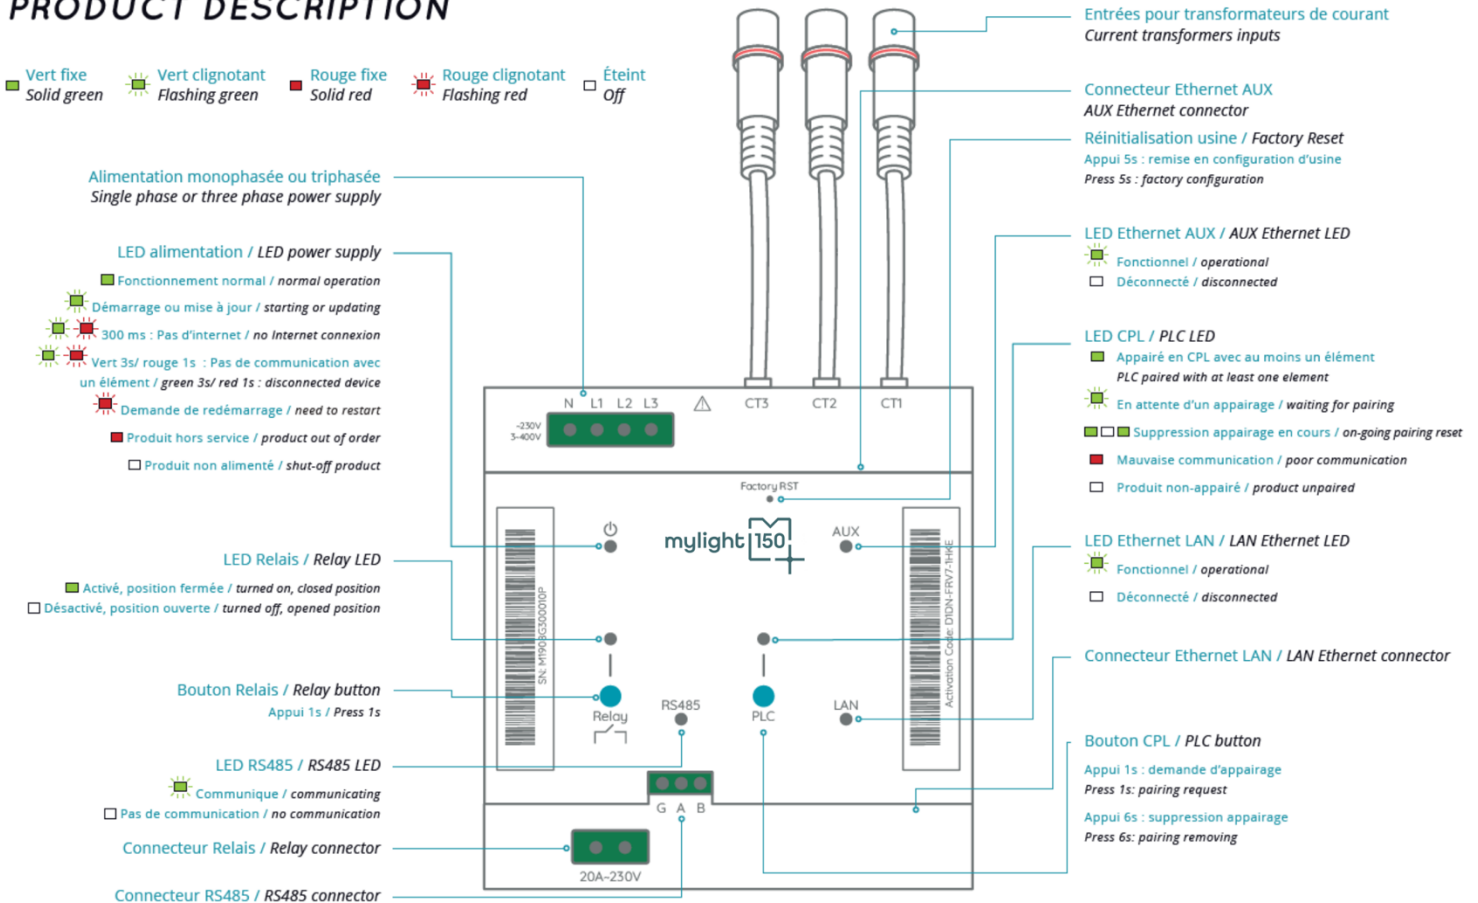 PRODUCT DESCRIPTION
Vert fixe
Solid green
Vert clignotant
Flashing green
Rouge fixe
Solid red
Rouge clignotant
Flashing red
Éteint
Off
Alimentation monophasée ou triphasée
Single phase or three phase power supply
LED alimentation / LED power supply
Fonctionnement normal / normal operation
Démarrage ou mise à jour / starting or updating
300 ms : Pas d'internet / no Internet connexion
Vert 3s/ rouge 1s : Pas de communication avec
un élément / green 3s/ red 1s : disconnected device
Demande de redémarrage / need to restart
Produit hors service / product out of order
Produit non alimenté / shut-off product
LED Relais / Relay LED
Activé, position fermée / turned on, closed position
Désactivé, position ouverte / turned off, opened position
Bouton Relais / Relay button
Appui 1s / Press 1s
LED RS485 / RS485 LED
Communique / communicating
Pas de communication / no communication
Connecteur Relais / Relay connector
Connecteur RS485 / RS485 connector
CT3 CT2 CT1
N L1 L2 L3
~230V
3~400V
Factory RST
mylight 150
AUX
SN: M1908G300010P
Activation Code: D1DN-FRV7-1HKE
Relay
RS485
PLC
LAN
G A B
20A~230V
Entrées pour transformateurs de courant
Current transformers inputs
Connecteur Ethernet AUX
AUX Ethernet connector
Réinitialisation usine / Factory Reset
Appui 5s : remise en configuration d'usine
Press 5s : factory configuration
LED Ethernet AUX / AUX Ethernet LED
Fonctionnel / operational
Déconnecté / disconnected
LED CPL / PLC LED
Appairé en CPL avec au moins un élément
PLC paired with at least one element
En attente d'un appairage / waiting for pairing
Suppression appairage en cours / on-going pairing reset
Mauvaise communication / poor communication
Produit non-appairé / product unpaired
LED Ethernet LAN / LAN Ethernet LED
Fonctionnel / operational
Déconnecté / disconnected
Connecteur Ethernet LAN / LAN Ethernet connector
Bouton CPL / PLC button
Appui 1s : demande d'appairage
Press 1s: pairing request
Appui 6s : suppression appairage
Press 6s: pairing removing